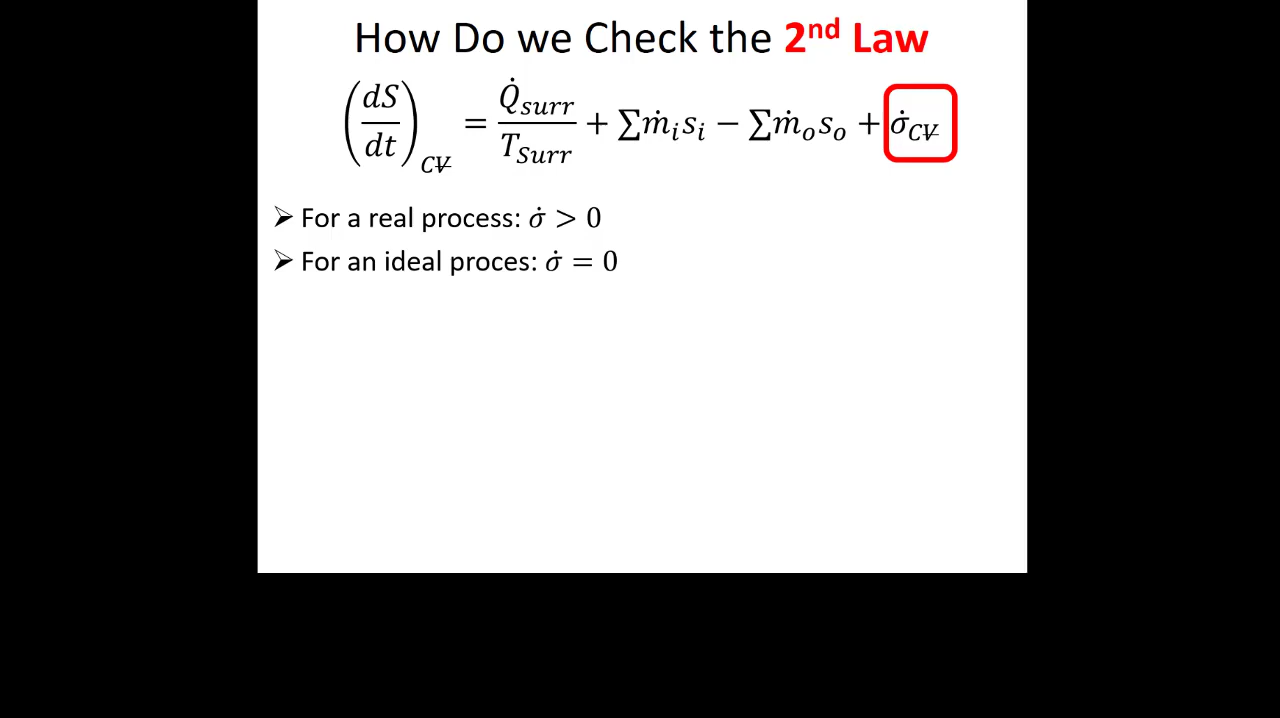 How Do we Check the 2nd Law
(dS/dt)_CV̶ = Q̇_surr/T_Surr + ∑ṁ_i s_i − ∑ṁ_o s_o + σ̇_CV̶
➢ For a real process: σ̇ > 0
➢ For an ideal proces: σ̇ = 0